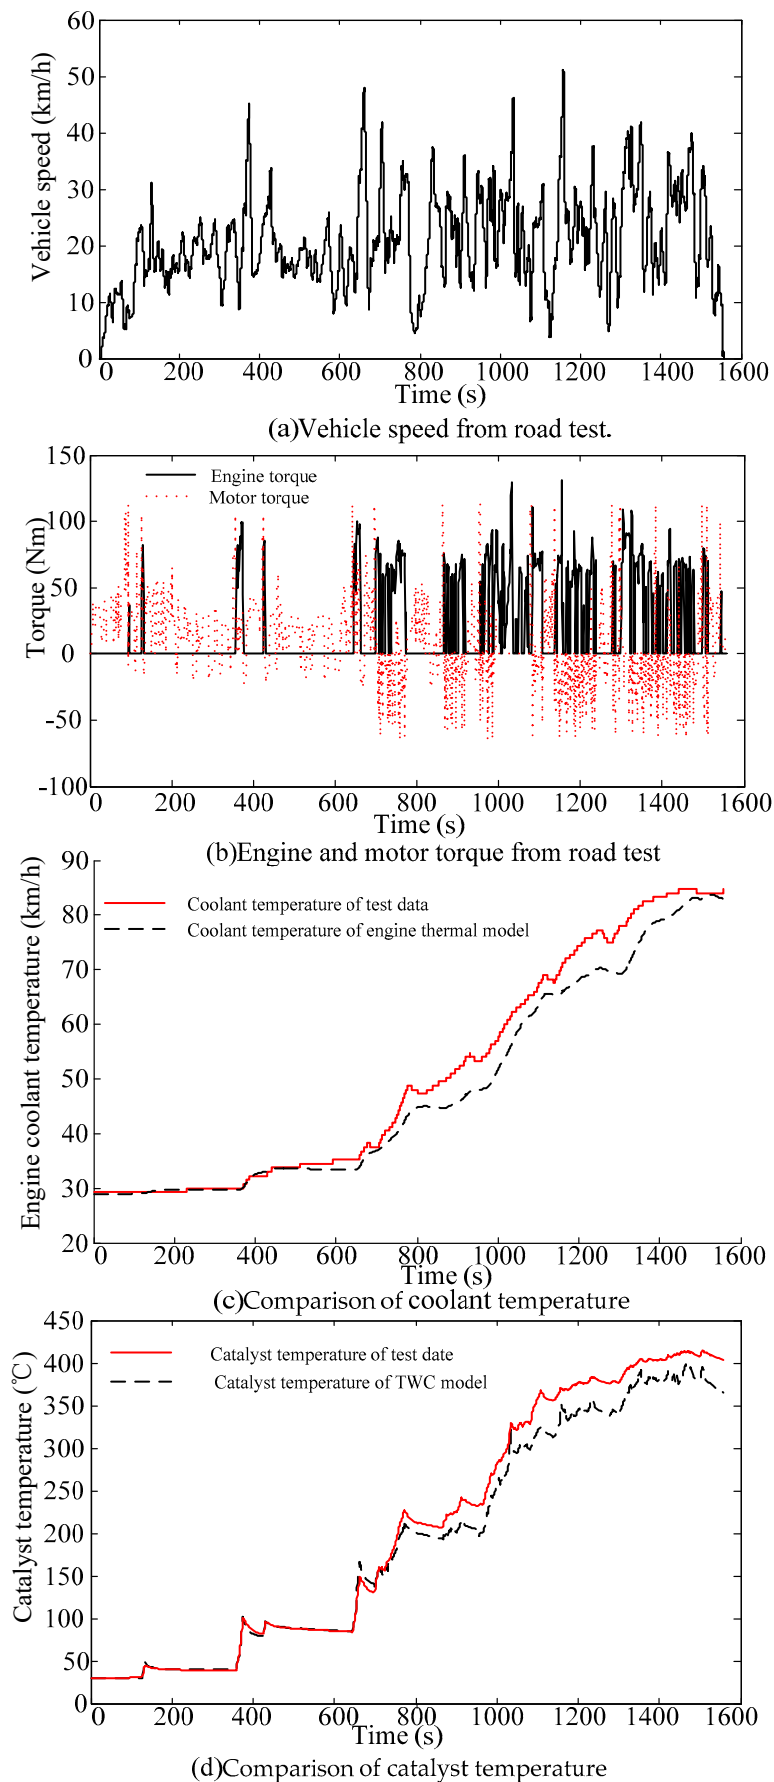 60
50
40
30
20
10
0
Vehicle speed (km/h)
0 200 400 600 800 1000 1200 1400 1600
Time (s)
(a)Vehicle speed from road test.
150
100
50
0
-50
-100
Torque (Nm)
Engine torque
Motor torque
0 200 400 600 800 1000 1200 1400 1600
Time (s)
(b)Engine and motor torque from road test
90
80
70
60
50
40
30
20
Engine coolant temperature (km/h)
Coolant temperature of test data
Coolant temperature of engine thermal model
0 200 400 600 800 1000 1200 1400 1600
Time (s)
(c)Comparison of coolant temperature
450
400
350
300
250
200
150
100
50
0
Catalyst temperature (℃)
Catalyst temperature of test date
Catalyst temperature of TWC model
0 200 400 600 800 1000 1200 1400 1600
Time (s)
(d)Comparison of catalyst temperature